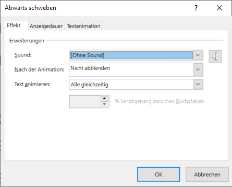 Abwärts schweben
Effekt Anzeigedauer Textanimation
Erweiterungen
Sound: [Ohne Sound]
Nach der Animation: Nicht abblenden
Text animieren: Alle gleichzeitig
% Verzögerung zwischen Buchstaben
OK Abbrechen